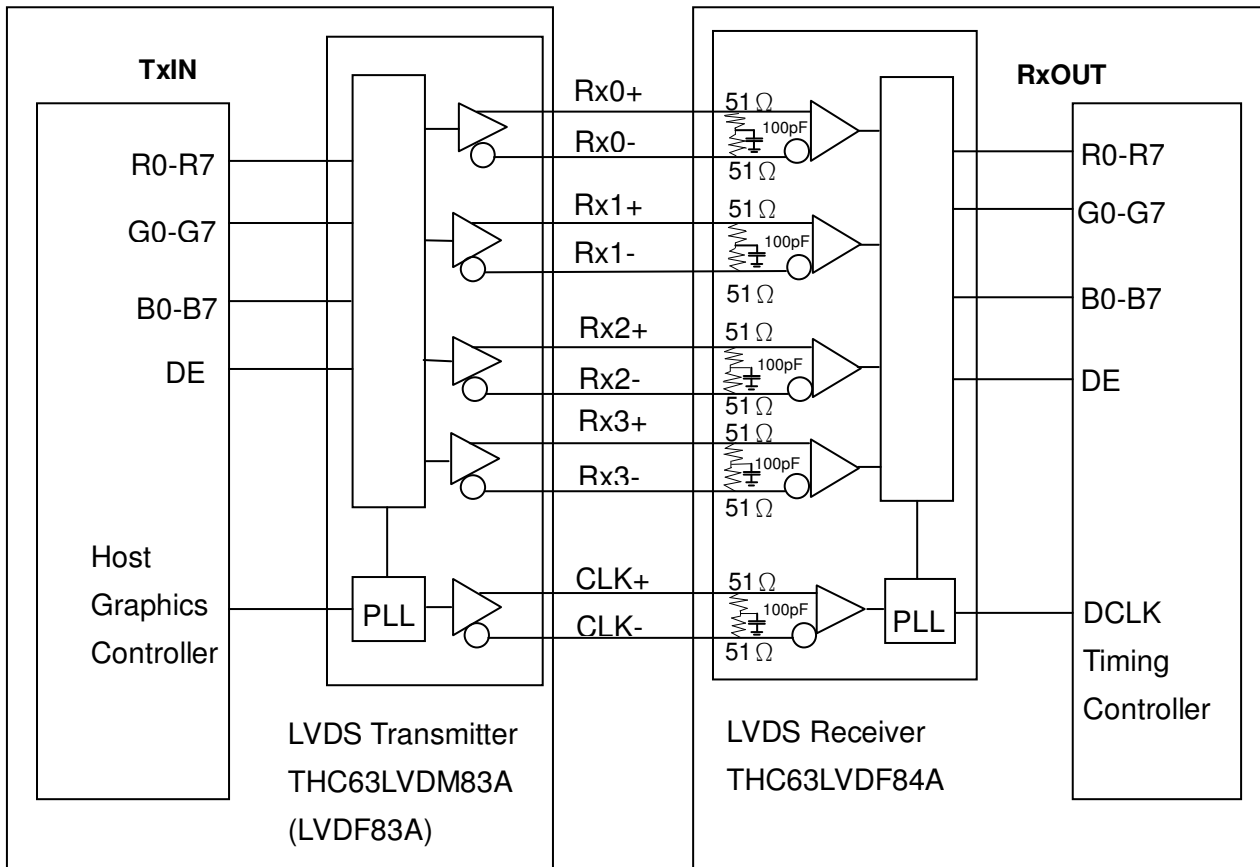 TxIN
R0-R7
G0-G7
B0-B7
DE
Host
Graphics
Controller
PLL
LVDS Transmitter
THC63LVDM83A
(LVDF83A)
Rx0+
Rx0-
Rx1+
Rx1-
Rx2+
Rx2-
Rx3+
Rx3-
CLK+
CLK-
51Ω
100pF
51Ω
51Ω
100pF
51Ω
51Ω
100pF
51Ω
51Ω
100pF
51Ω
51Ω
100pF
51Ω
PLL
LVDS Receiver
THC63LVDF84A
RxOUT
R0-R7
G0-G7
B0-B7
DE
DCLK
Timing
Controller